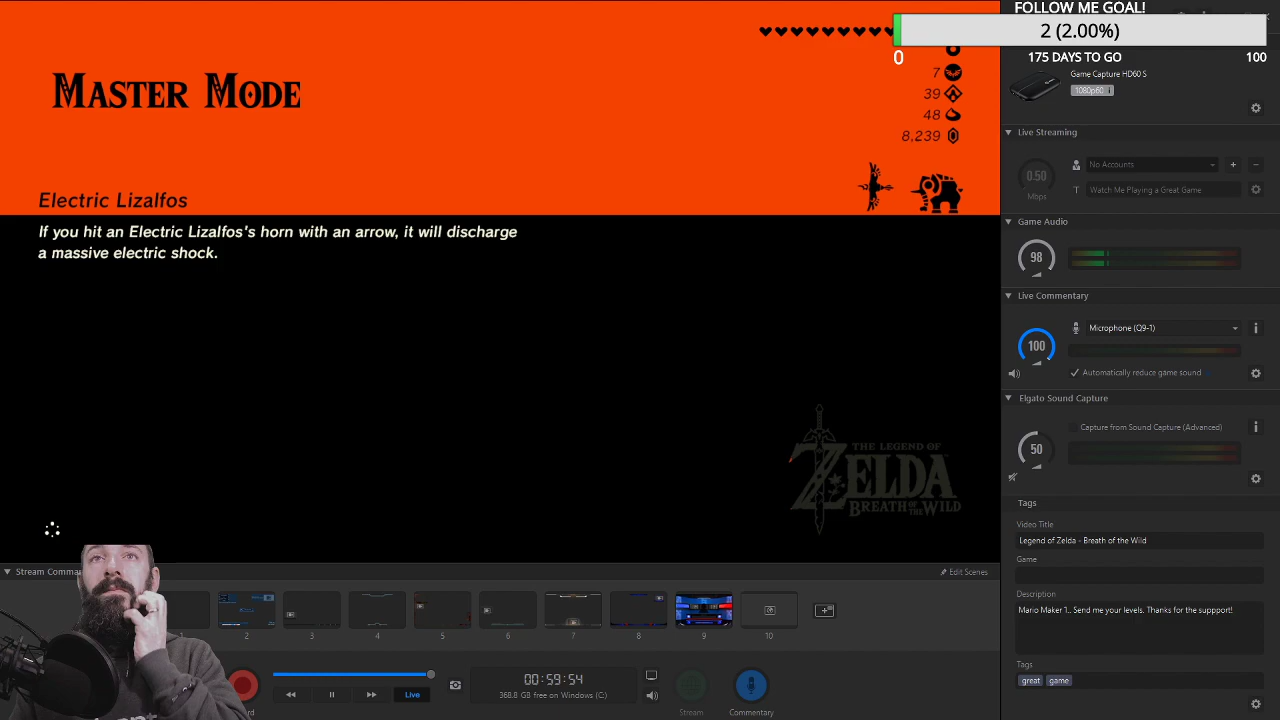 FOLLOW ME GOAL!
2 (2.00%)
0
175 DAYS TO GO
100
MASTER MODE
7
39
48
8,239
Electric Lizalfos
If you hit an Electric Lizalfos's horn with an arrow, it will discharge
a massive electric shock.
THE LEGEND OF
ZELDA
BREATH OF THE WILD
Game Capture HD60 S
1080p60 i
Live Streaming
0.50
Mbps
No Accounts
T Watch Me Playing a Great Game
Game Audio
98
Live Commentary
100
Microphone (Q9-1)
Automatically reduce game sound
Elgato Sound Capture
50
Capture from Sound Capture (Advanced)
Tags
Video Title
Legend of Zelda - Breath of the Wild
Game
Description
Mario Maker 1.. Send me your levels. Thanks for the suppport!
Tags
great game
Edit Scenes
2 3 4 5 6 7 8 9 10
Live
00:59:54
368.8 GB free on Windows (C:)
Stream
Commentary